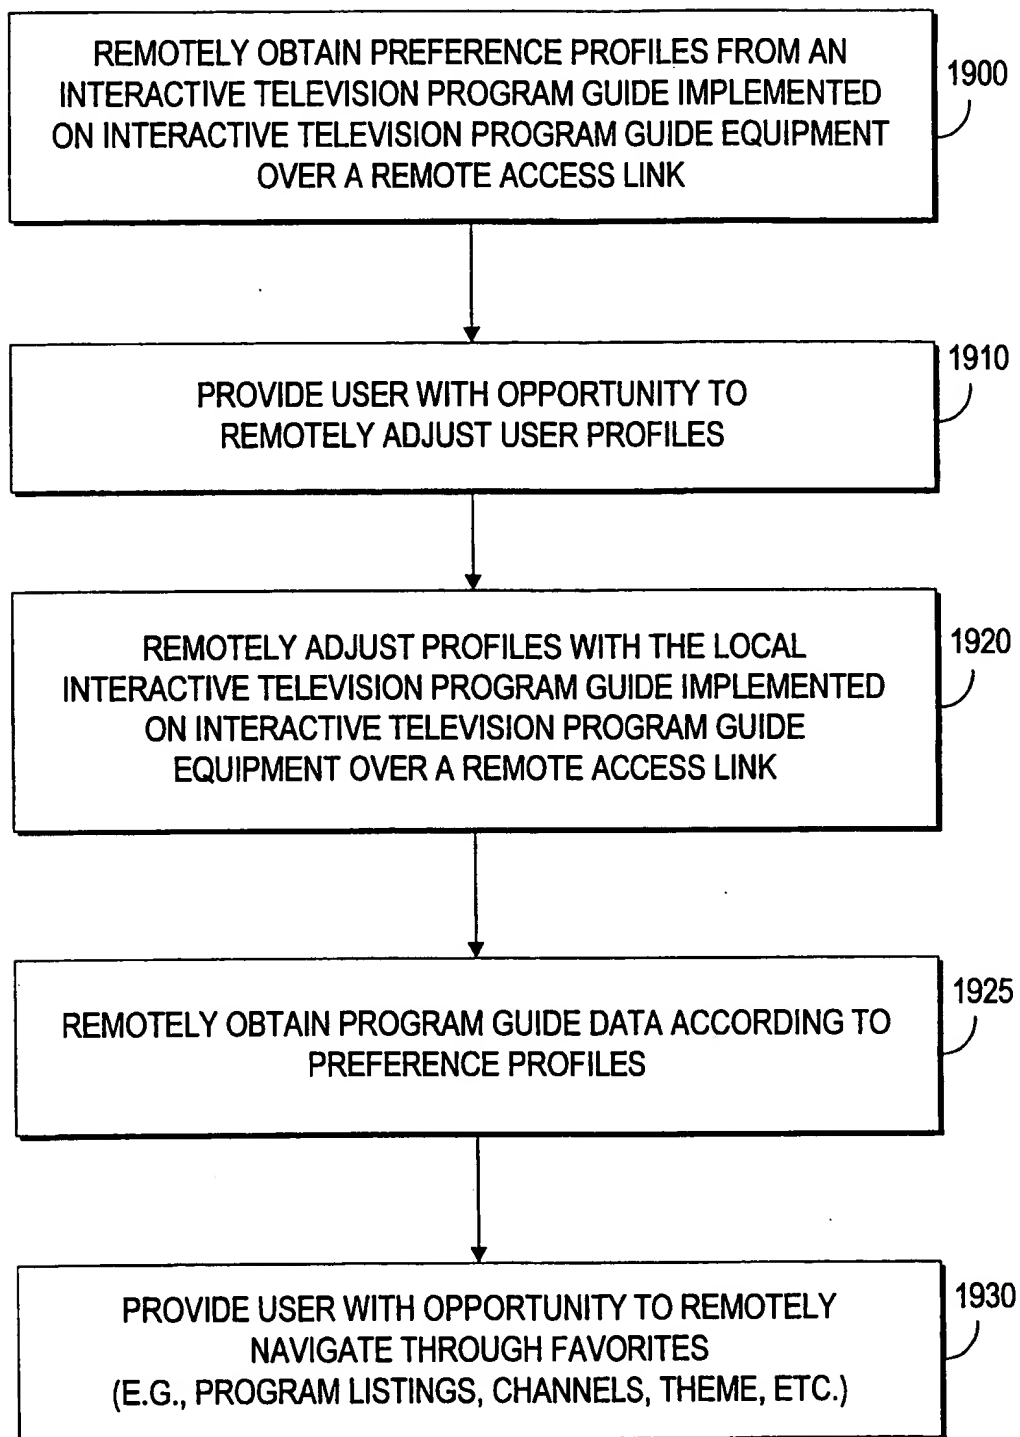 REMOTELY OBTAIN PREFERENCE PROFILES FROM AN
INTERACTIVE TELEVISION PROGRAM GUIDE IMPLEMENTED
ON INTERACTIVE TELEVISION PROGRAM GUIDE EQUIPMENT
OVER A REMOTE ACCESS LINK
1900
PROVIDE USER WITH OPPORTUNITY TO
REMOTELY ADJUST USER PROFILES
1910
REMOTELY ADJUST PROFILES WITH THE LOCAL
INTERACTIVE TELEVISION PROGRAM GUIDE IMPLEMENTED
ON INTERACTIVE TELEVISION PROGRAM GUIDE
EQUIPMENT OVER A REMOTE ACCESS LINK
1920
REMOTELY OBTAIN PROGRAM GUIDE DATA ACCORDING TO
PREFERENCE PROFILES
1925
PROVIDE USER WITH OPPORTUNITY TO REMOTELY
NAVIGATE THROUGH FAVORITES
(E.G., PROGRAM LISTINGS, CHANNELS, THEME, ETC.)
1930